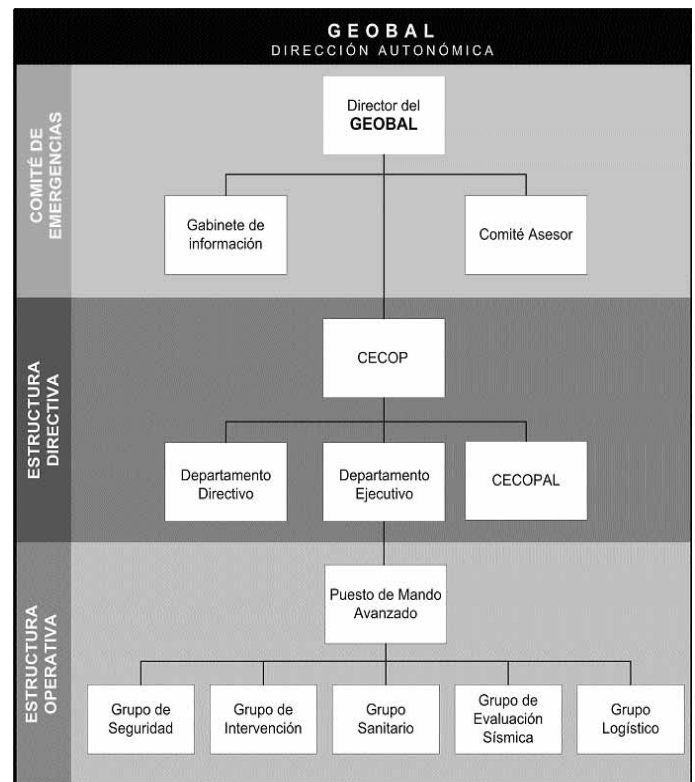 GEOBAL
DIRECCIÓN AUTONÓMICA
COMITÉ DE
EMERGENCIAS
Director del
GEOBAL
Gabinete de
información
Comité Asesor
ESTRUCTURA
DIRECTIVA
CECOP
Departamento
Directivo
Departamento
Ejecutivo
CECOPAL
ESTRUCTURA
OPERATIVA
Puesto de Mando
Avanzado
Grupo de
Seguridad
Grupo de
Intervención
Grupo
Sanitario
Grupo de
Evaluación
Sísmica
Grupo
Logístico